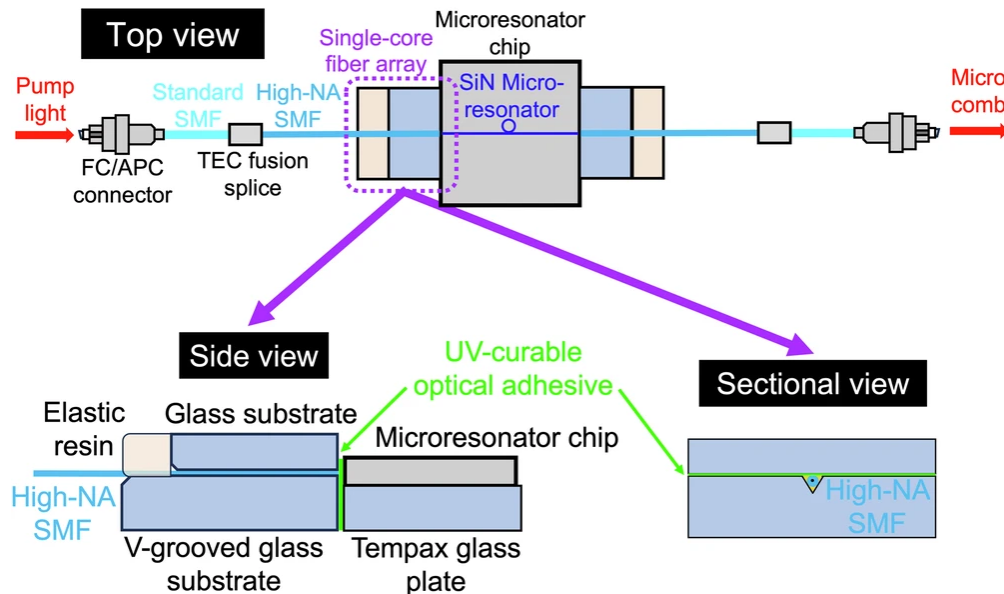 Top view
Microresonator
chip
Single-core
fiber array
Pump
light
Standard
SMF
High-NA
SMF
SiN Micro-
resonator
Micro
comb
FC/APC
connector
TEC fusion
splice
Side view
UV-curable
optical adhesive
Sectional view
Elastic
resin
Glass substrate
Microresonator chip
High-NA
SMF
High-NA
SMF
V-grooved glass
substrate
Tempax glass
plate